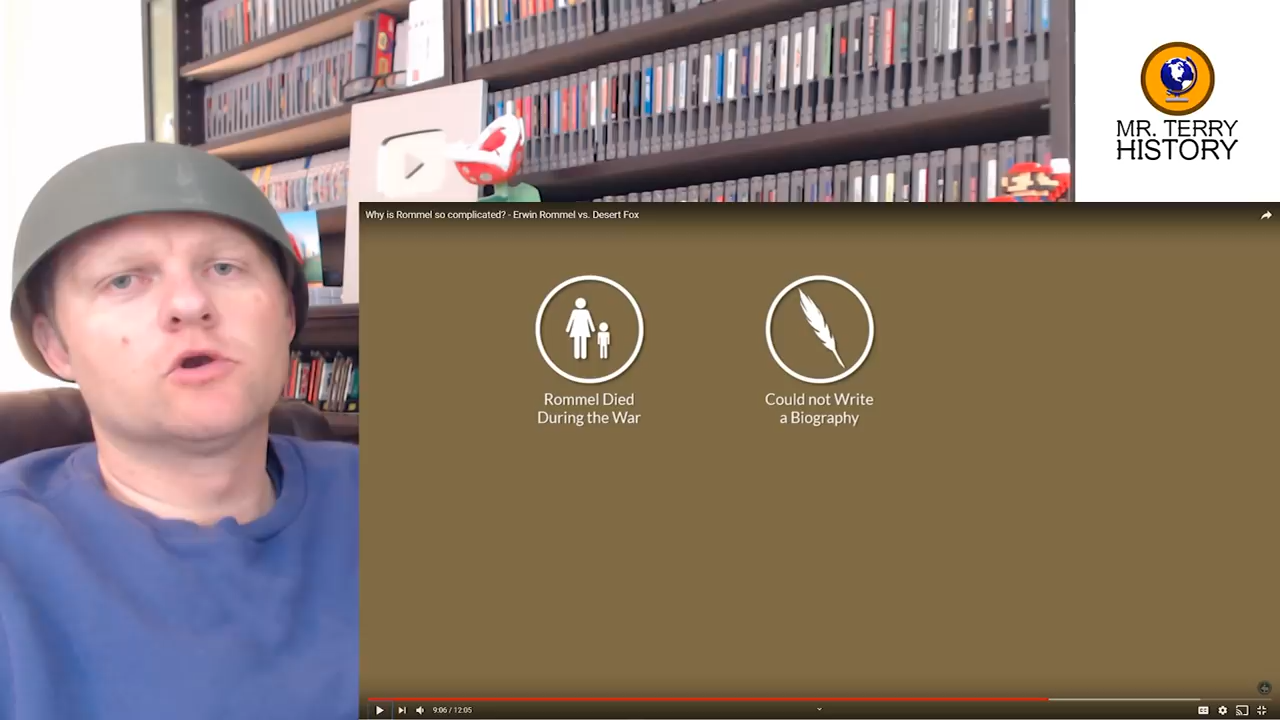 MR. TERRY
HISTORY
Why is Rommel so complicated? - Erwin Rommel vs. Desert Fox
Rommel Died
During the War
Could not Write
a Biography
9:06 / 12:05